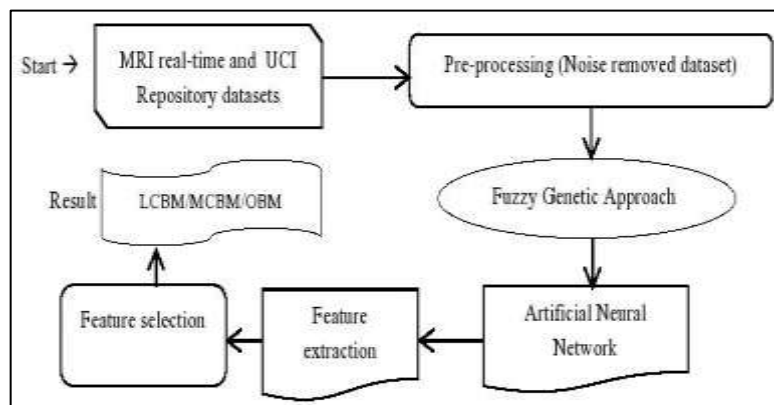 Start →
MRI real-time and UCI
Repository datasets
Pre-processing (Noise removed dataset)
Fuzzy Genetic Approach
Artificial Neural
Network
Feature
extraction
Feature selection
Result
LCBM/MCBM/OBM